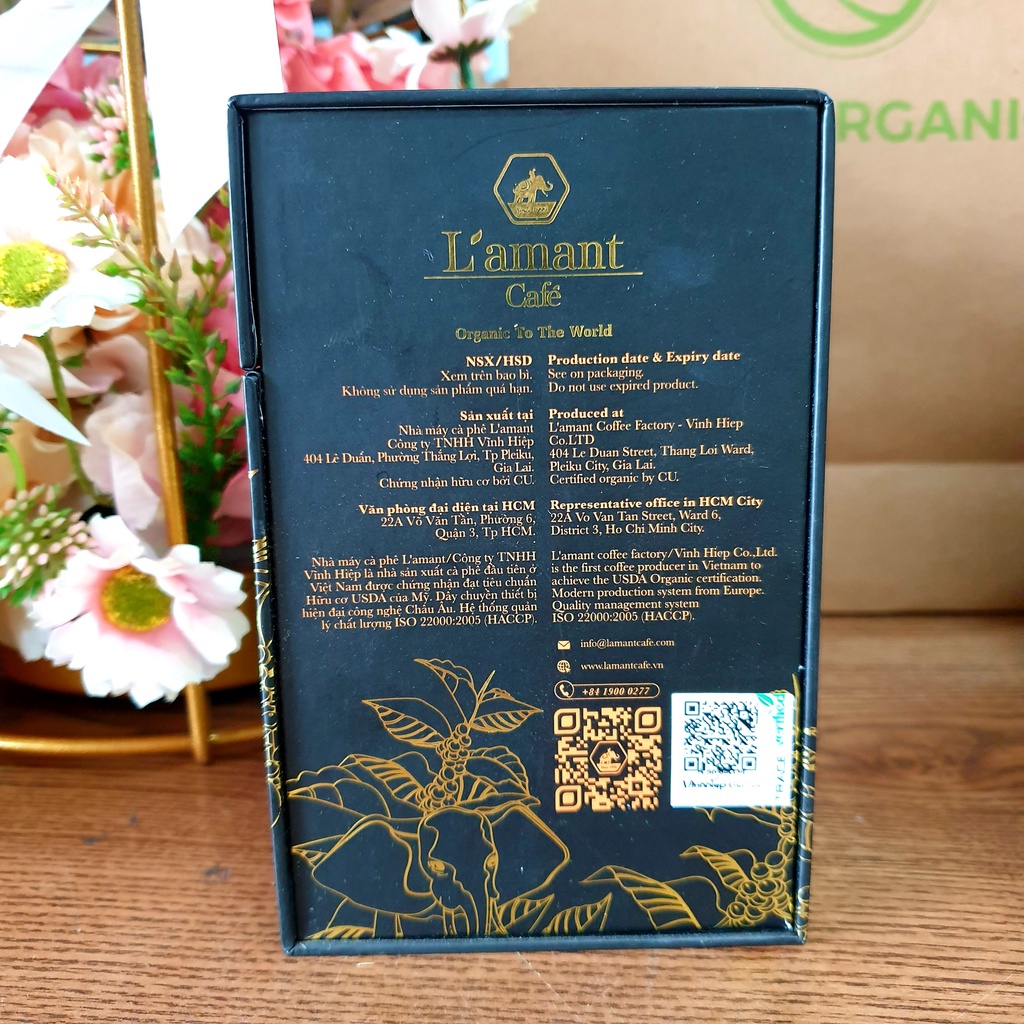 RGANI
L'amant
Café
Organic To The World
NSX/HSD
Xem trên bao bì.
Không sử dụng sản phẩm quá hạn.
Sản xuất tại
Nhà máy cà phê L'amant
Công ty TNHH Vĩnh Hiệp
404 Lê Duẩn, Phường Thắng Lợi, Tp Pleiku,
Gia Lai.
Chứng nhận hữu cơ bởi CU.
Văn phòng đại diện tại HCM
22A Võ Văn Tần, Phường 6,
Quận 3, Tp HCM.
Nhà máy cà phê L'amant/Công ty TNHH
Vĩnh Hiệp là nhà sản xuất cà phê đầu tiên ở
Việt Nam được chứng nhận đạt tiêu chuẩn
Hữu cơ USDA của Mỹ. Dây chuyền thiết bị
hiện đại công nghệ Châu Âu. Hệ thống quản
lý chất lượng ISO 22000:2005 (HACCP).
Production date & Expiry date
See on packaging.
Do not use expired product.
Produced at
L'amant Coffee Factory - Vinh Hiep
Co.LTD
404 Le Duan Street, Thang Loi Ward,
Pleiku City, Gia Lai.
Certified organic by CU.
Representative office in HCM City
22A Vo Van Tan Street, Ward 6,
District 3, Ho Chi Minh City.
L'amant coffee factory/Vinh Hiep Co.,Ltd.
is the first coffee producer in Vietnam to
achieve the USDA Organic certification.
Modern production system from Europe.
Quality management system
ISO 22000:2005 (HACCP).
info@lamantcafe.com
www.lamantcafe.vn
+84 1900 0277
TRACE Verified